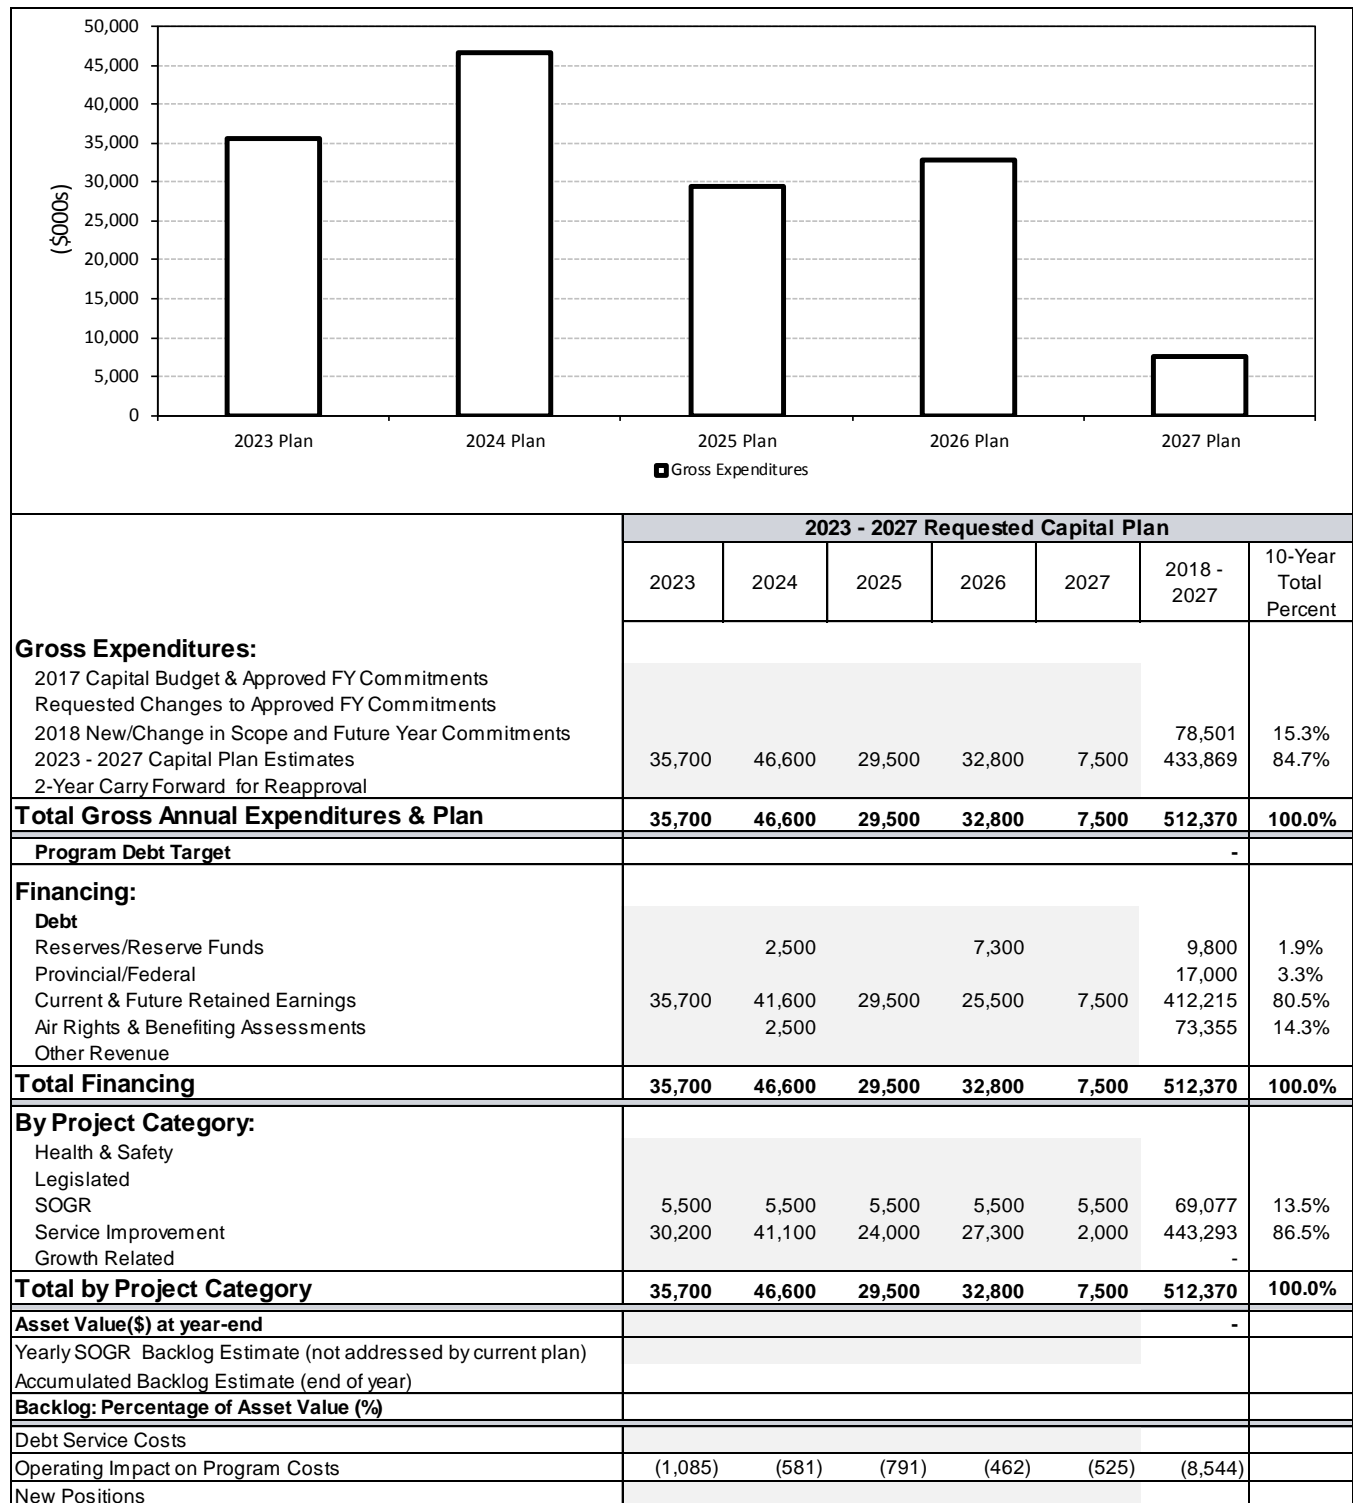 50,000
45,000
40,000
35,000
30,000
25,000
20,000
15,000
10,000
5,000
0
($000s)
2023 Plan 2024 Plan 2025 Plan 2026 Plan 2027 Plan
Gross Expenditures
2023 - 2027 Requested Capital Plan
2023 2024 2025 2026 2027 2018 - 2027 10-Year Total Percent
Gross Expenditures:
2017 Capital Budget & Approved FY Commitments
Requested Changes to Approved FY Commitments
2018 New/Change in Scope and Future Year Commitments 78,501 15.3%
2023 - 2027 Capital Plan Estimates 35,700 46,600 29,500 32,800 7,500 433,869 84.7%
2-Year Carry Forward for Reapproval
Total Gross Annual Expenditures & Plan 35,700 46,600 29,500 32,800 7,500 512,370 100.0%
Program Debt Target -
Financing:
Debt
Reserves/Reserve Funds 2,500 7,300 9,800 1.9%
Provincial/Federal 17,000 3.3%
Current & Future Retained Earnings 35,700 41,600 29,500 25,500 7,500 412,215 80.5%
Air Rights & Benefiting Assessments 2,500 73,355 14.3%
Other Revenue
Total Financing 35,700 46,600 29,500 32,800 7,500 512,370 100.0%
By Project Category:
Health & Safety
Legislated
SOGR 5,500 5,500 5,500 5,500 5,500 69,077 13.5%
Service Improvement 30,200 41,100 24,000 27,300 2,000 443,293 86.5%
Growth Related -
Total by Project Category 35,700 46,600 29,500 32,800 7,500 512,370 100.0%
Asset Value($) at year-end -
Yearly SOGR Backlog Estimate (not addressed by current plan)
Accumulated Backlog Estimate (end of year)
Backlog: Percentage of Asset Value (%)
Debt Service Costs
Operating Impact on Program Costs (1,085) (581) (791) (462) (525) (8,544)
New Positions